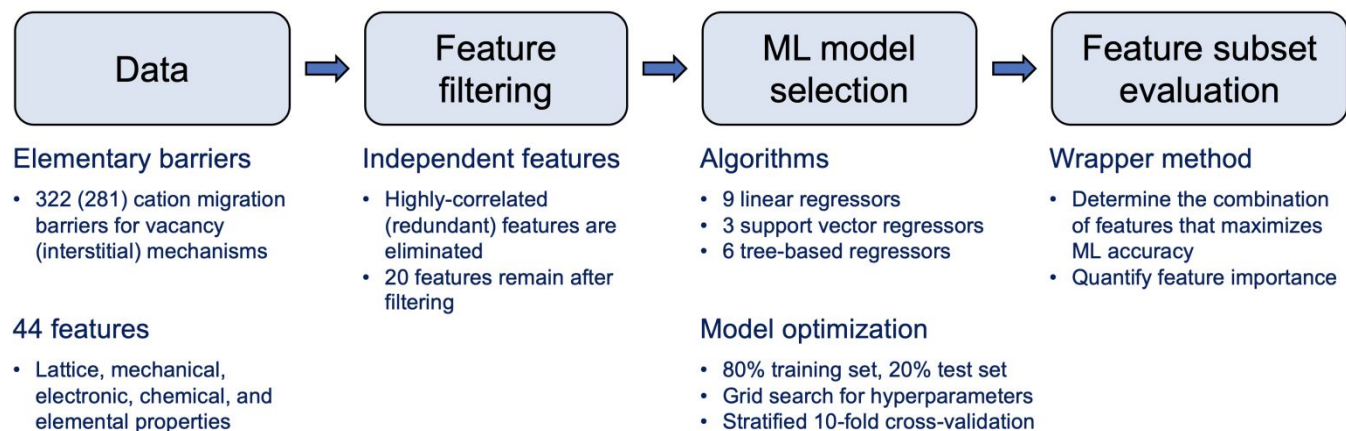 Data
Feature
filtering
ML model
selection
Feature subset
evaluation
Elementary barriers
• 322 (281) cation migration
barriers for vacancy
(interstitial) mechanisms
44 features
• Lattice, mechanical,
electronic, chemical, and
elemental properties
Independent features
• Highly-correlated
(redundant) features are
eliminated
• 20 features remain after
filtering
Algorithms
• 9 linear regressors
• 3 support vector regressors
• 6 tree-based regressors
Model optimization
• 80% training set, 20% test set
• Grid search for hyperparameters
• Stratified 10-fold cross-validation
Wrapper method
• Determine the combination
of features that maximizes
ML accuracy
• Quantify feature importance